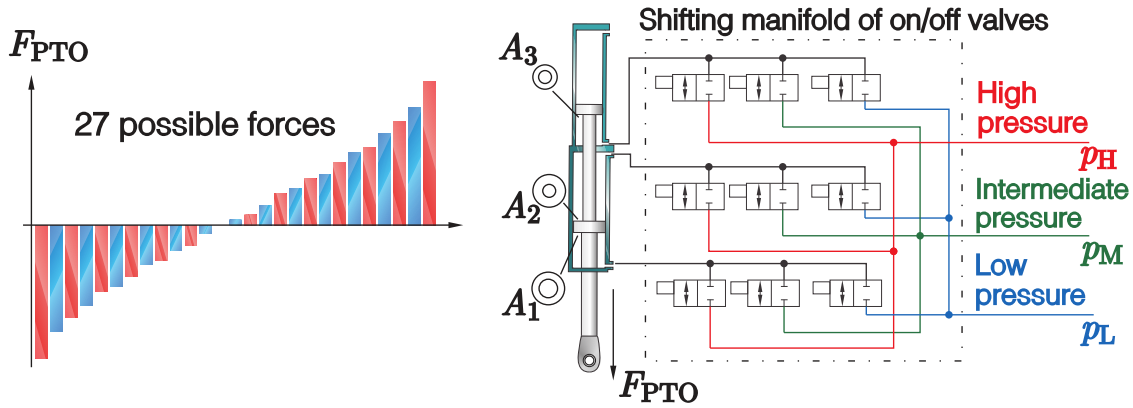 F_PTO
27 possible forces
Shifting manifold of on/off valves
A_3
A_2
A_1
F_PTO
High
pressure
p_H
Intermediate
pressure
p_M
Low
pressure
p_L